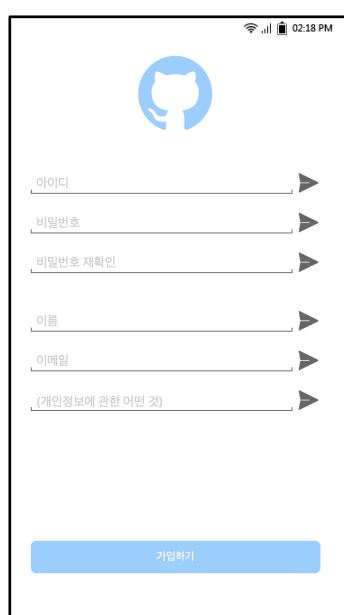 02:18 PM
아이디
비밀번호
비밀번호 재확인
이름
이메일
(개인정보에 관한 어떤 것)
가입하기